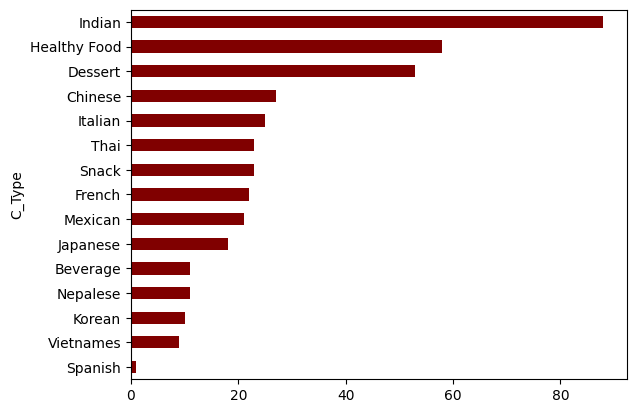 C_Type
Indian
Healthy Food
Dessert
Chinese
Italian
Thai
Snack
French
Mexican
Japanese
Beverage
Nepalese
Korean
Vietnames
Spanish
0 20 40 60 80